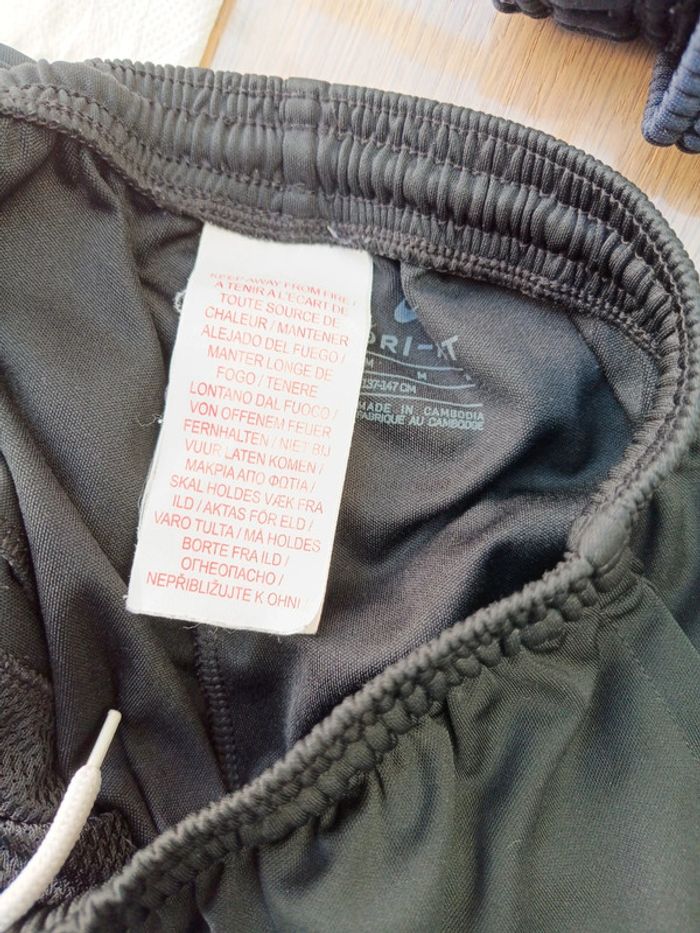 KEEP AWAY FROM FIRE /
A TENIR A L'ECART DE
TOUTE SOURCE DE
CHALEUR / MANTENER
ALEJADO DEL FUEGO /
MANTER LONGE DE
FOGO / TENERE
LONTANO DAL FUOCO /
VON OFFENEM FEUER
FERNHALTEN / NIET BIJ
VUUR LATEN KOMEN /
ΜΑΚΡΙΑ ΑΠΟ ΦΩΤΙΑ /
SKAL HOLDES VÆK FRA
ILD / AKTAS FÖR ELD /
VARO TULTA / MA HOLDES
BORTE FRA ILD /
ОГНЕОПАСНО /
NEPŘIBLIŽUJTE K OHNI
DRI-FIT
M M
137-147 CM
MADE IN CAMBODIA
FABRIQUÉ AU CAMBODGE